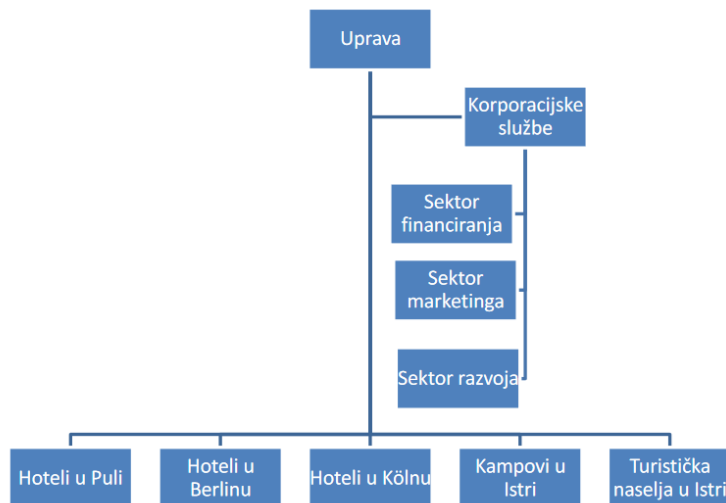 Uprava
Korporacijske
službe
Sektor
financiranja
Sektor
marketinga
Sektor razvoja
Hoteli u Puli
Hoteli u
Berlinu
Hoteli u Kölnu
Kampovi u
Istri
Turistička
naselja u Istri